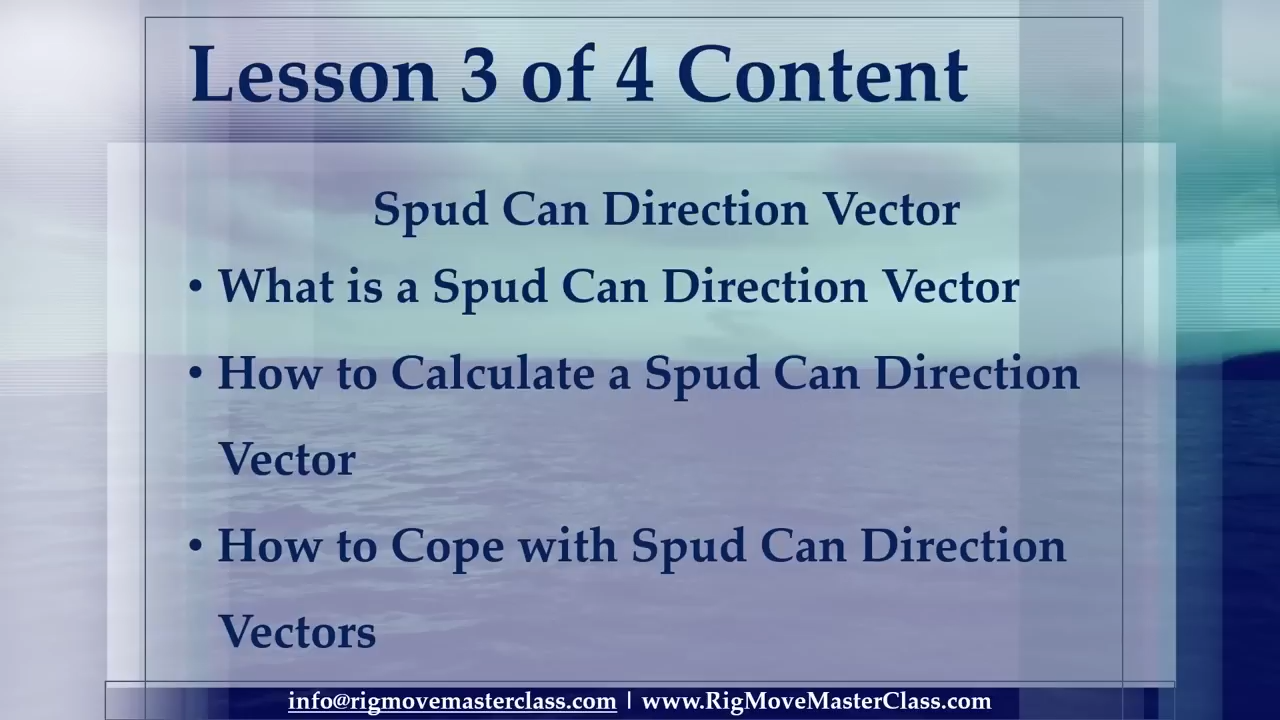 Lesson 3 of 4 Content
Spud Can Direction Vector
• What is a Spud Can Direction Vector
• How to Calculate a Spud Can Direction
Vector
• How to Cope with Spud Can Direction
Vectors
info@rigmovemasterclass.com | www.RigMoveMasterClass.com